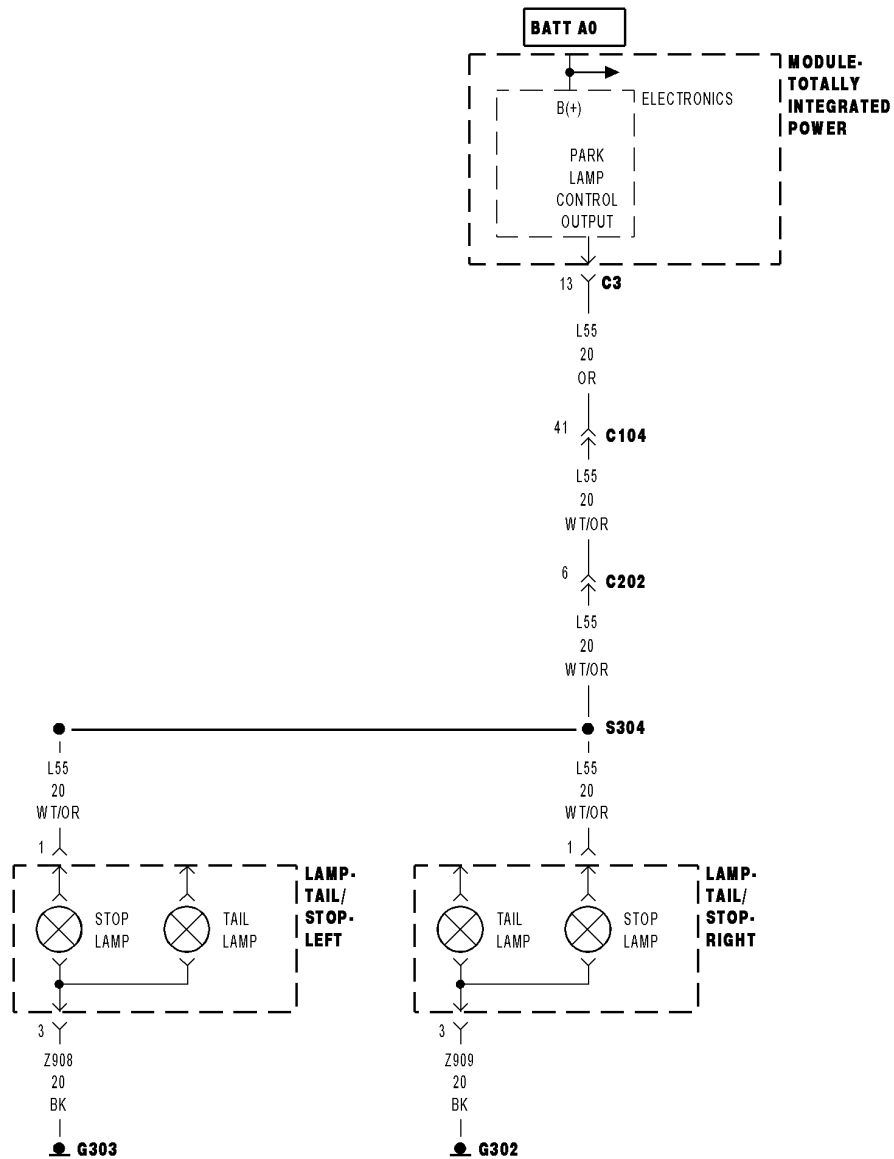 BATT A0
MODULE-
TOTALLY
INTEGRATED
POWER
ELECTRONICS
B(+)
PARK
LAMP
CONTROL
OUTPUT
13 C3
L55
20
OR
41 C104
L55
20
WT/OR
6 C202
L55
20
WT/OR
S304
L55
20
WT/OR
1
L55
20
WT/OR
1
STOP
LAMP
TAIL
LAMP
LAMP-
TAIL/
STOP-
LEFT
TAIL
LAMP
STOP
LAMP
LAMP-
TAIL/
STOP-
RIGHT
3
Z908
20
BK
G303
3
Z909
20
BK
G302